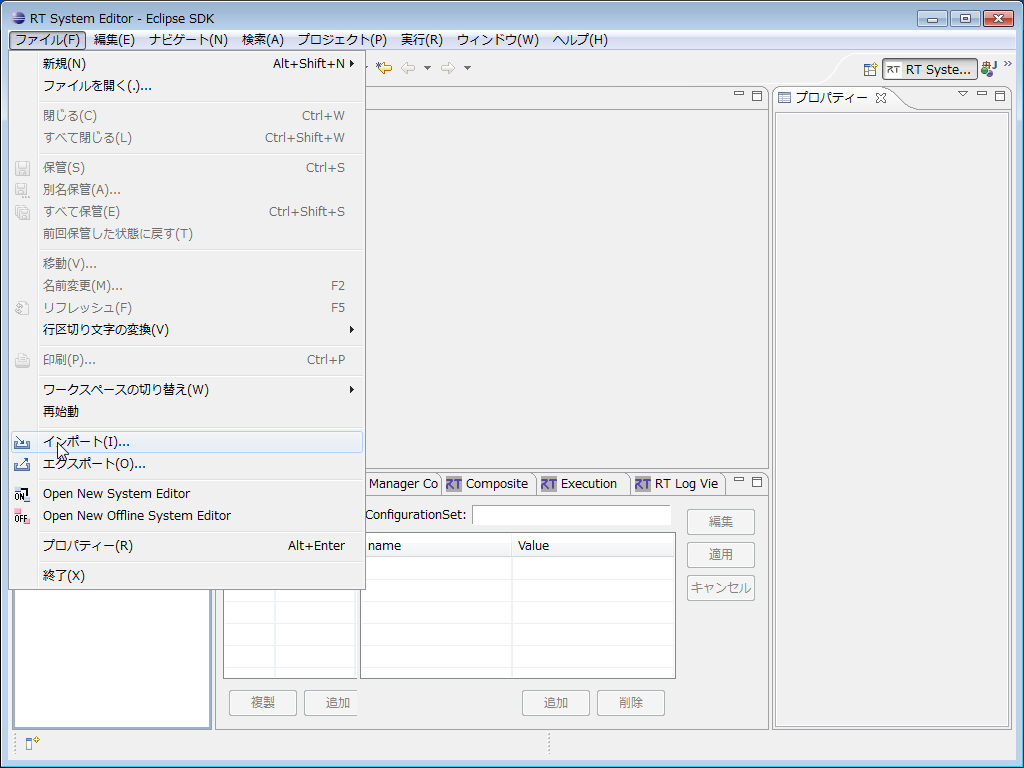 RT System Editor - Eclipse SDK
ファイル(F) 編集(E) ナビゲート(N) 検索(A) プロジェクト(P) 実行(R) ウィンドウ(W) ヘルプ(H)
新規(N) Alt+Shift+N
ファイルを開く(.)...
閉じる(C) Ctrl+W
すべて閉じる(L) Ctrl+Shift+W
保管(S) Ctrl+S
別名保管(A)...
すべて保管(E) Ctrl+Shift+S
前回保管した状態に戻す(T)
移動(V)...
名前変更(M)... F2
リフレッシュ(F) F5
行区切り文字の変換(V)
印刷(P)... Ctrl+P
ワークスペースの切り替え(W)
再始動
インポート(I)...
エクスポート(O)...
ON Open New System Editor
OFF Open New Offline System Editor
プロパティー(R) Alt+Enter
終了(X)
RT RT Syste... J »
プロパティー
Manager Co RT Composite RT Execution RT RT Log Vie
ConfigurationSet:
name Value
編集
適用
キャンセル
複製 追加 追加 削除